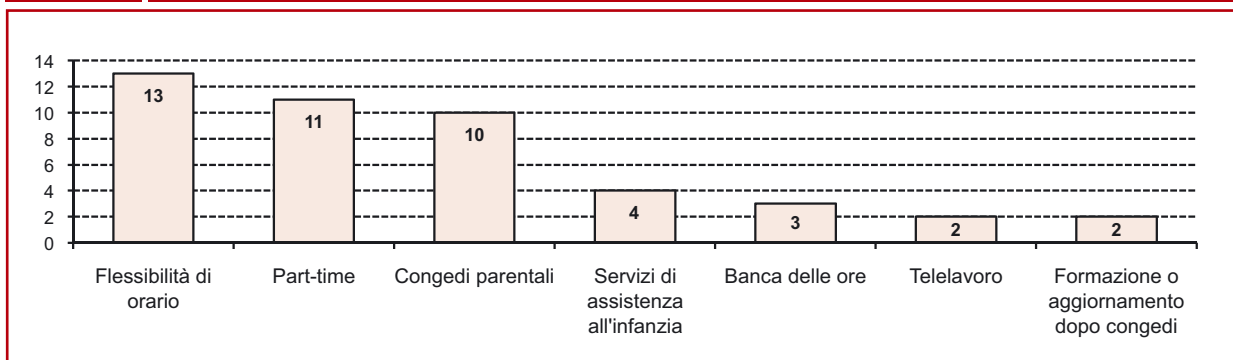 14
12
10
8
6
4
2
0
13
11
10
4
3
2
2
Flessibilità di
orario
Part-time
Congedi parentali
Servizi di
assistenza
all'infanzia
Banca delle ore
Telelavoro
Formazione o
aggiornamento
dopo congedi